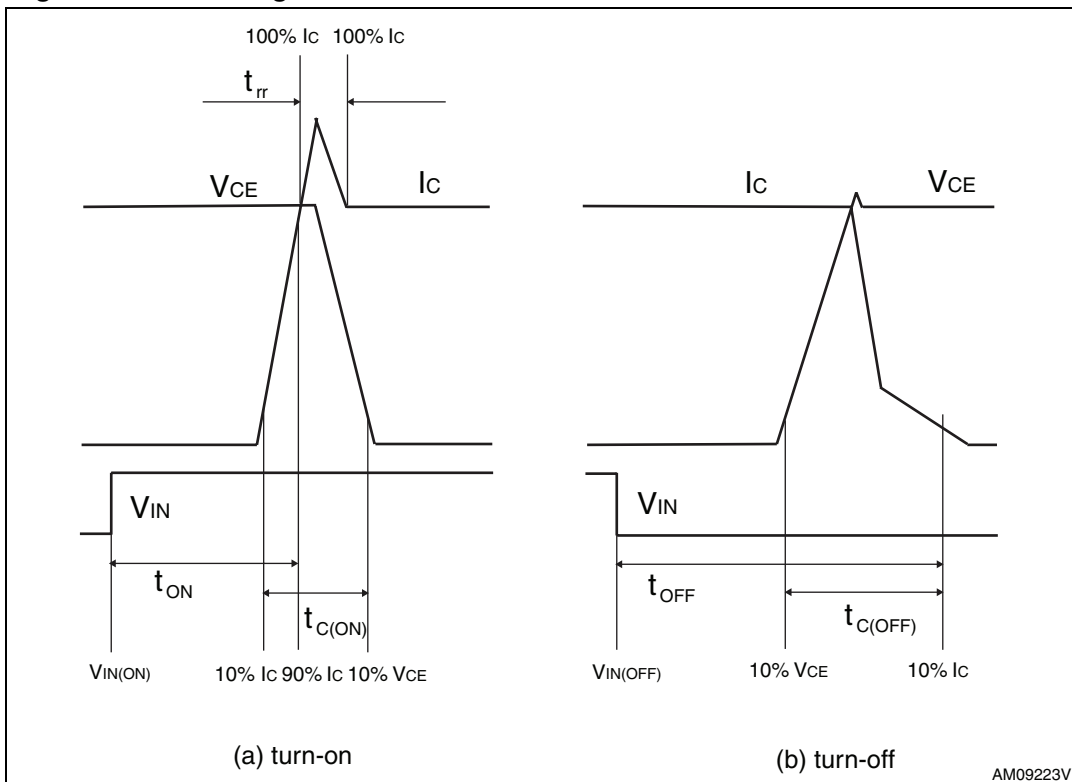 100% IC 100% IC
trr
VCE IC
IC VCE
VIN
VIN
tON
tOFF
tC(ON)
tC(OFF)
VIN(ON) 10% IC 90% IC 10% VCE
VIN(OFF) 10% VCE 10% IC
(a) turn-on
(b) turn-off
AM09223V